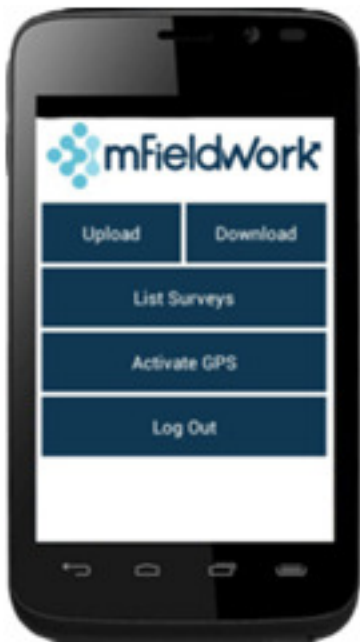 mFieldWork
Upload Download
List Surveys
Activate GPS
Log Out